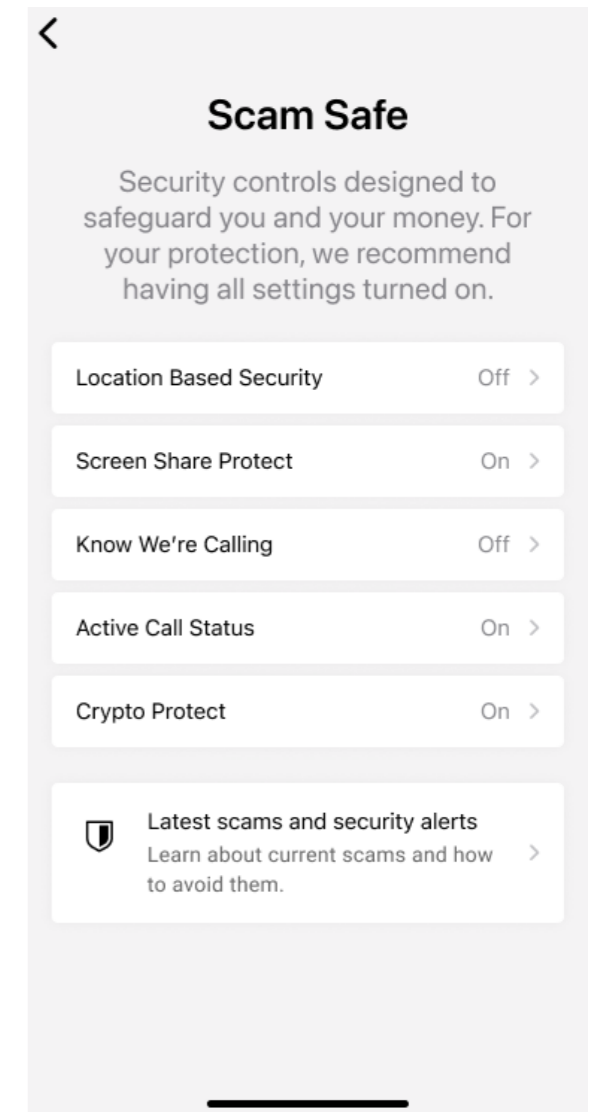 Scam Safe
Security controls designed to
safeguard you and your money. For
your protection, we recommend
having all settings turned on.
Location Based Security Off
Screen Share Protect On
Know We're Calling Off
Active Call Status On
Crypto Protect On
Latest scams and security alerts
Learn about current scams and how
to avoid them.